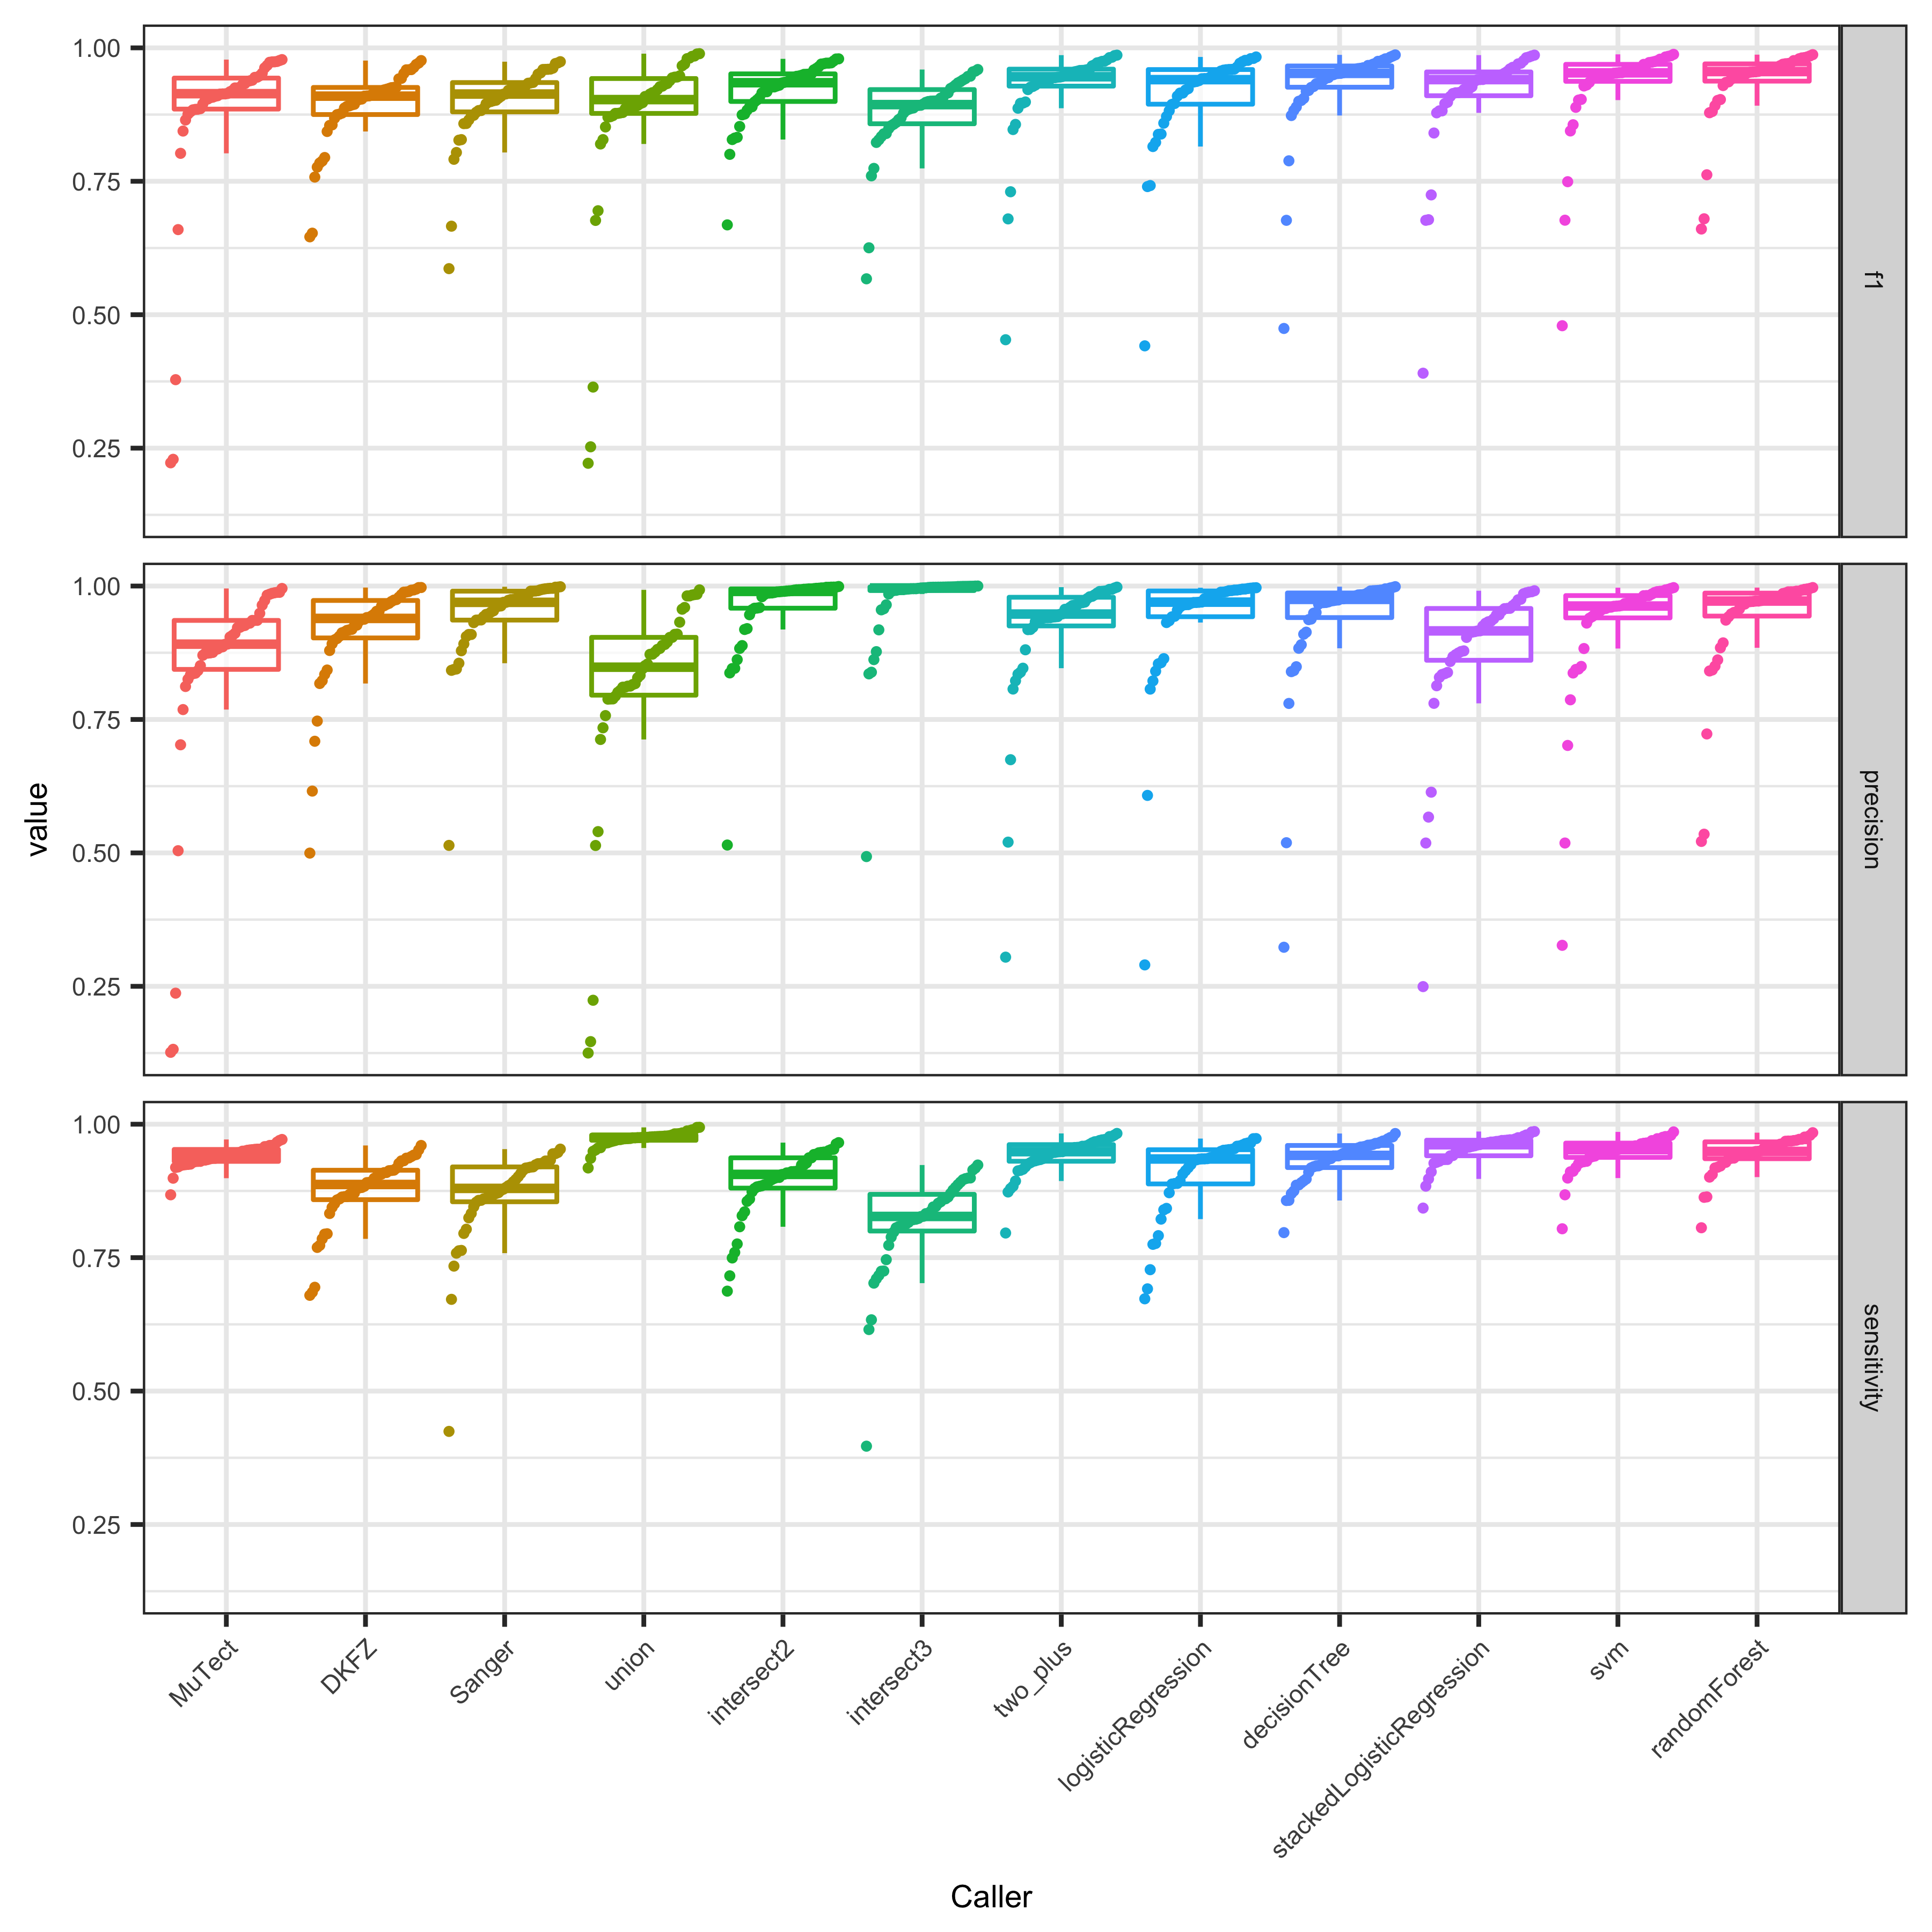 1.00
0.75
0.50
0.25
f1
1.00
0.75
0.50
0.25
precision
value
1.00
0.75
0.50
0.25
sensitivity
MuTect
DKFZ
Sanger
union
intersect2
intersect3
two_plus
logisticRegression
decisionTree
stackedLogisticRegression
svm
randomForest
Caller